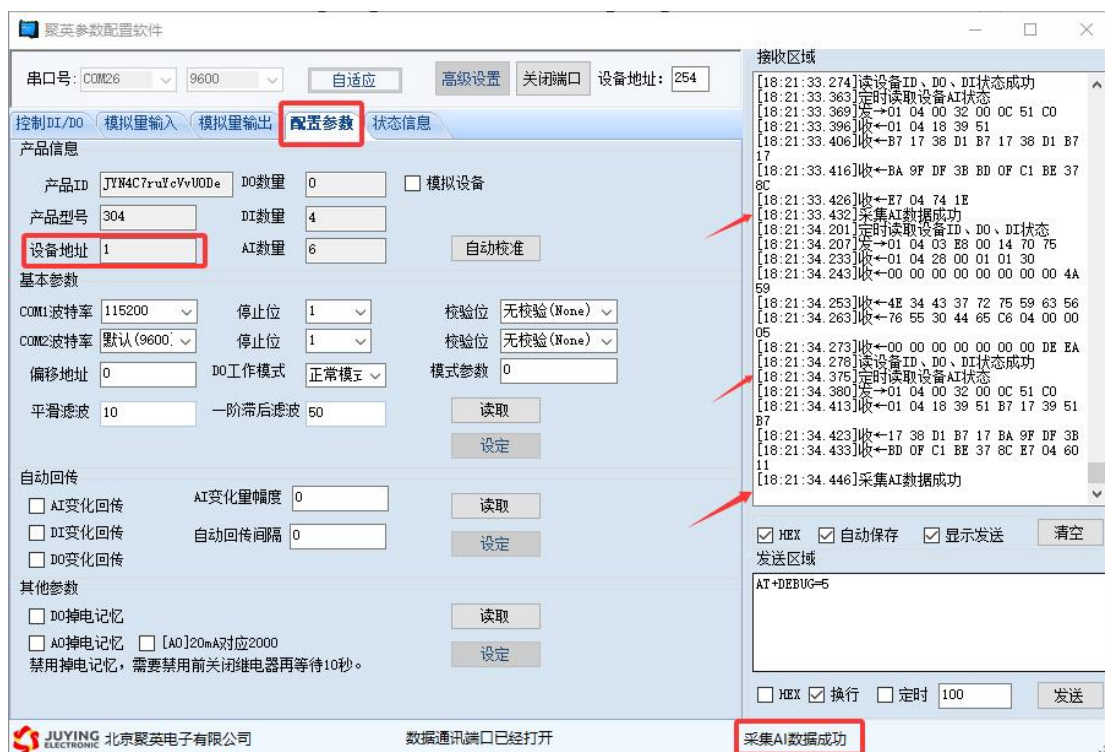 聚英参数配置软件
串口号: COM26 9600 自适应 高级设置 关闭端口 设备地址: 254
控制DI/DO 模拟量输入 模拟量输出 配置参数 状态信息
产品信息
产品ID JYN4C7ruYcVvU0De DO数量 0 模拟设备
产品型号 304 DI数量 4
设备地址 1 AI数量 6 自动校准
基本参数
COM1波特率 115200 停止位 1 校验位 无校验(None)
COM2波特率 默认(9600) 停止位 1 校验位 无校验(None)
偏移地址 0 DO工作模式 正常模式 模式参数 0
平滑滤波 10 一阶滞后滤波 50 读取
设定
自动回传
AI变化回传 AI变化量幅度 0 读取
DI变化回传 自动回传间隔 0 设定
DO变化回传
其他参数
DO掉电记忆 读取
AO掉电记忆 [AO]20mA对应2000 设定
禁用掉电记忆，需要禁用前关闭继电器再等待10秒。
接收区域
[18:21:33.274]读设备ID、DO、DI状态成功
[18:21:33.363]定时读取设备AI状态
[18:21:33.369]发→01 04 00 32 00 0C 51 C0
[18:21:33.396]收←01 04 18 39 51
[18:21:33.406]收←B7 17 38 D1 B7 17 38 D1 B7
17
[18:21:33.416]收←BA 9F DF 3B BD 0F C1 BE 37
8C
[18:21:33.426]收←E7 04 74 1E
[18:21:33.432]采集AI数据成功
[18:21:34.201]定时读取设备ID、DO、DI状态
[18:21:34.207]发→01 04 03 E8 00 14 70 75
[18:21:34.233]收←01 04 28 00 01 01 30
[18:21:34.243]收←00 00 00 00 00 00 00 00 4A
59
[18:21:34.253]收←4E 34 43 37 72 75 59 63 56
[18:21:34.263]收←76 55 30 44 65 C6 04 00 00
05
[18:21:34.273]收←00 00 00 00 00 00 00 DE EA
[18:21:34.278]读设备ID、DO、DI状态成功
[18:21:34.375]定时读取设备AI状态
[18:21:34.380]发→01 04 00 32 00 0C 51 C0
[18:21:34.413]收←01 04 18 39 51 B7 17 39 51
B7
[18:21:34.423]收←17 38 D1 B7 17 BA 9F DF 3B
[18:21:34.433]收←BD 0F C1 BE 37 8C E7 04 60
11
[18:21:34.446]采集AI数据成功
HEX 自动保存 显示发送 清空
发送区域
AT+DEBUG=5
HEX 换行 定时 100 发送
JUYING ELECTRONIC 北京聚英电子有限公司 数据通讯端口已经打开 采集AI数据成功